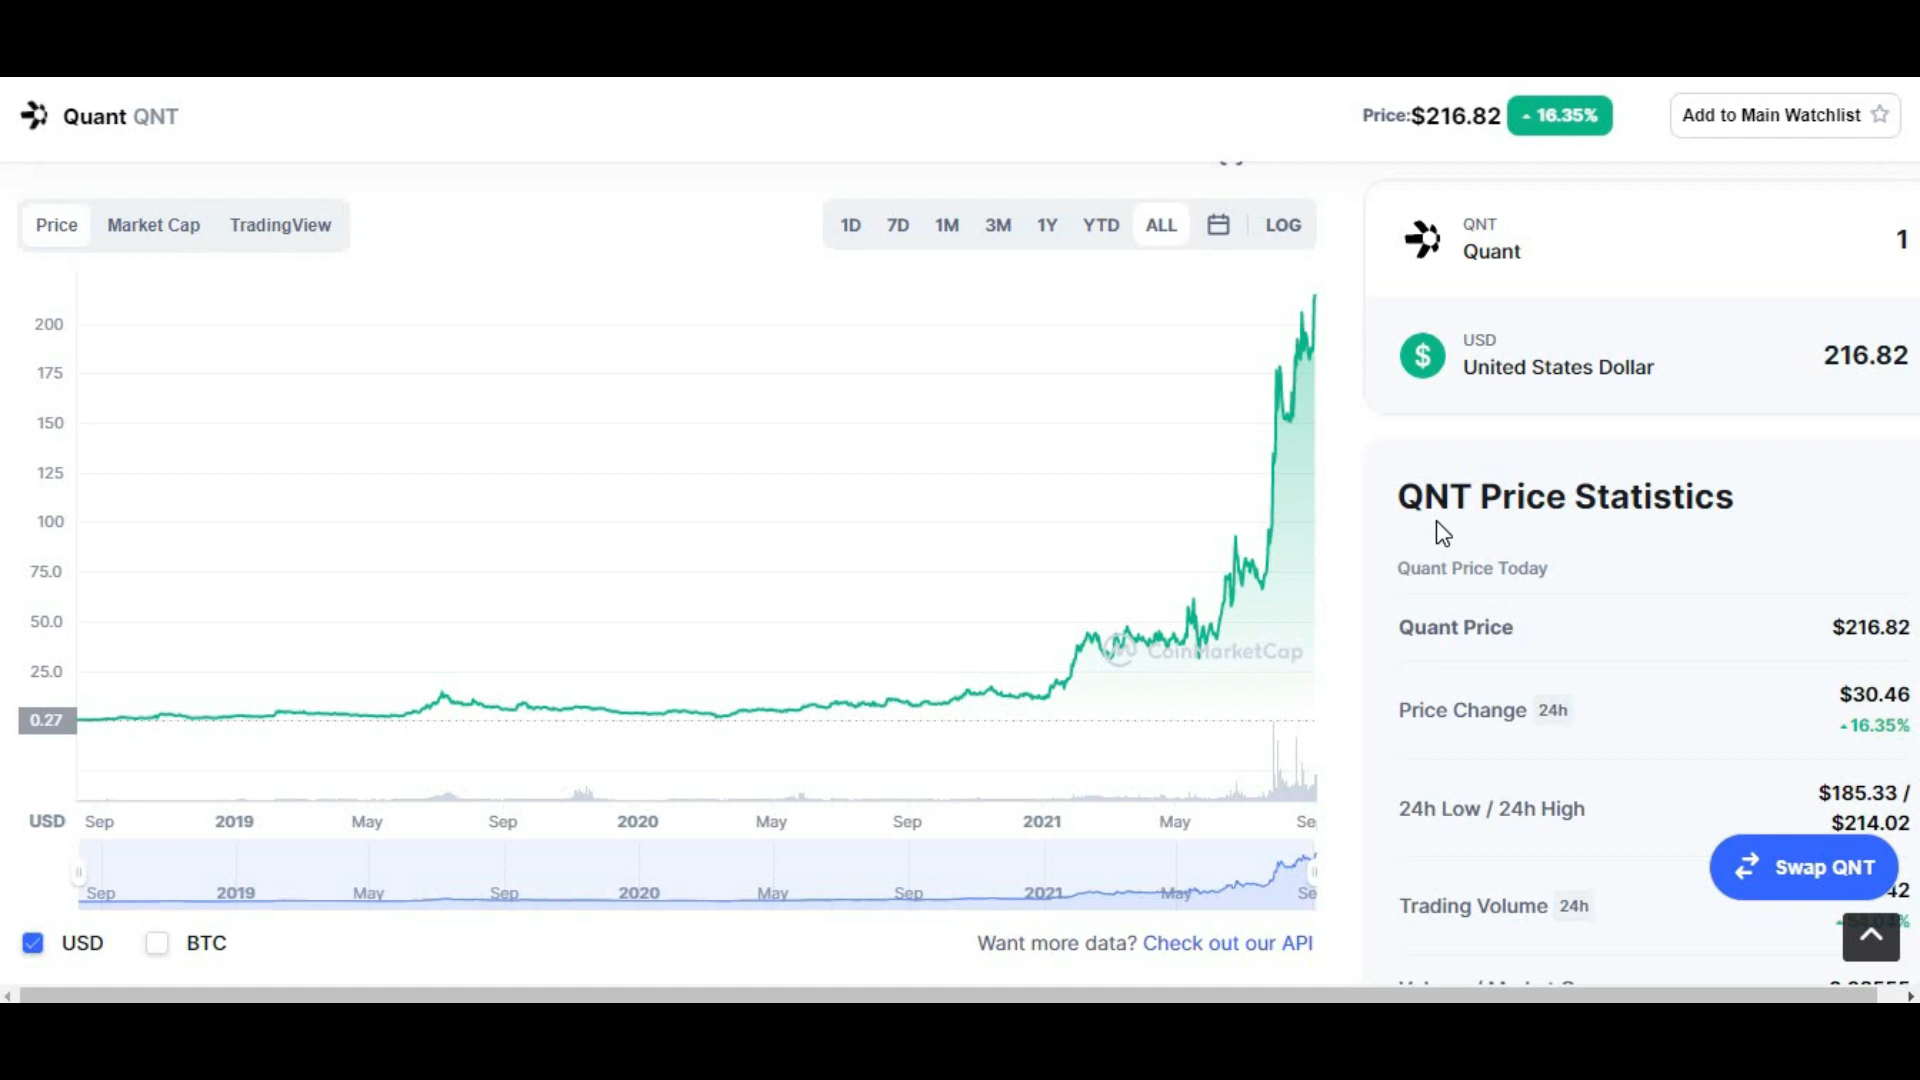 Quant QNT
Price:$216.82 16.35%
Add to Main Watchlist
Price Market Cap TradingView
1D 7D 1M 3M 1Y YTD ALL LOG
200
175
150
125
100
75.0
50.0
25.0
0.27
CoinMarketCap
USD Sep 2019 May Sep 2020 May Sep 2021 May Se
Sep 2019 May Sep 2020 May Sep 2021 May Se
USD BTC
Want more data? Check out our API
QNT
Quant
1
USD
United States Dollar
216.82
QNT Price Statistics
Quant Price Today
Quant Price $216.82
Price Change 24h $30.46
16.35%
24h Low / 24h High $185.33 /
$214.02
Swap QNT
Trading Volume 24h